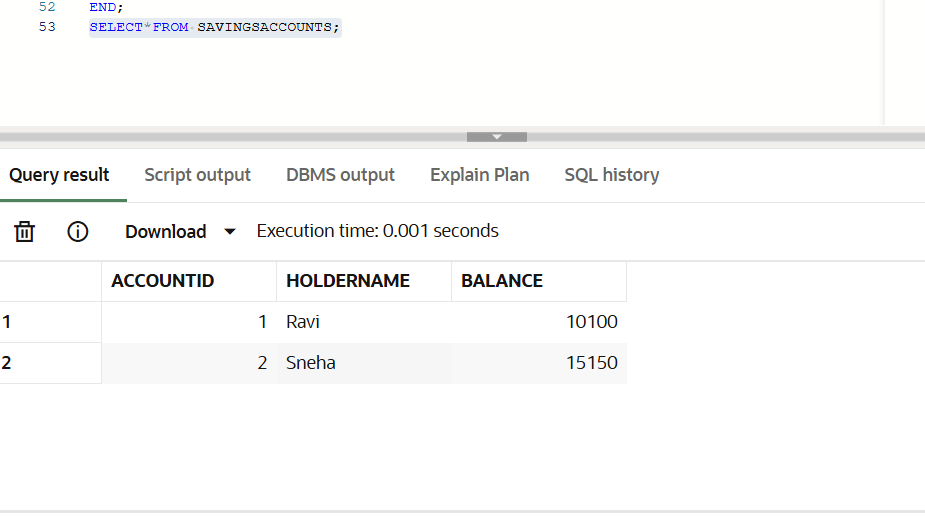 52 END;
53 SELECT*FROM SAVINGSACCOUNTS;
Query result Script output DBMS output Explain Plan SQL history
Download Execution time: 0.001 seconds
ACCOUNTID HOLDERNAME BALANCE
1 1 Ravi 10100
2 2 Sneha 15150